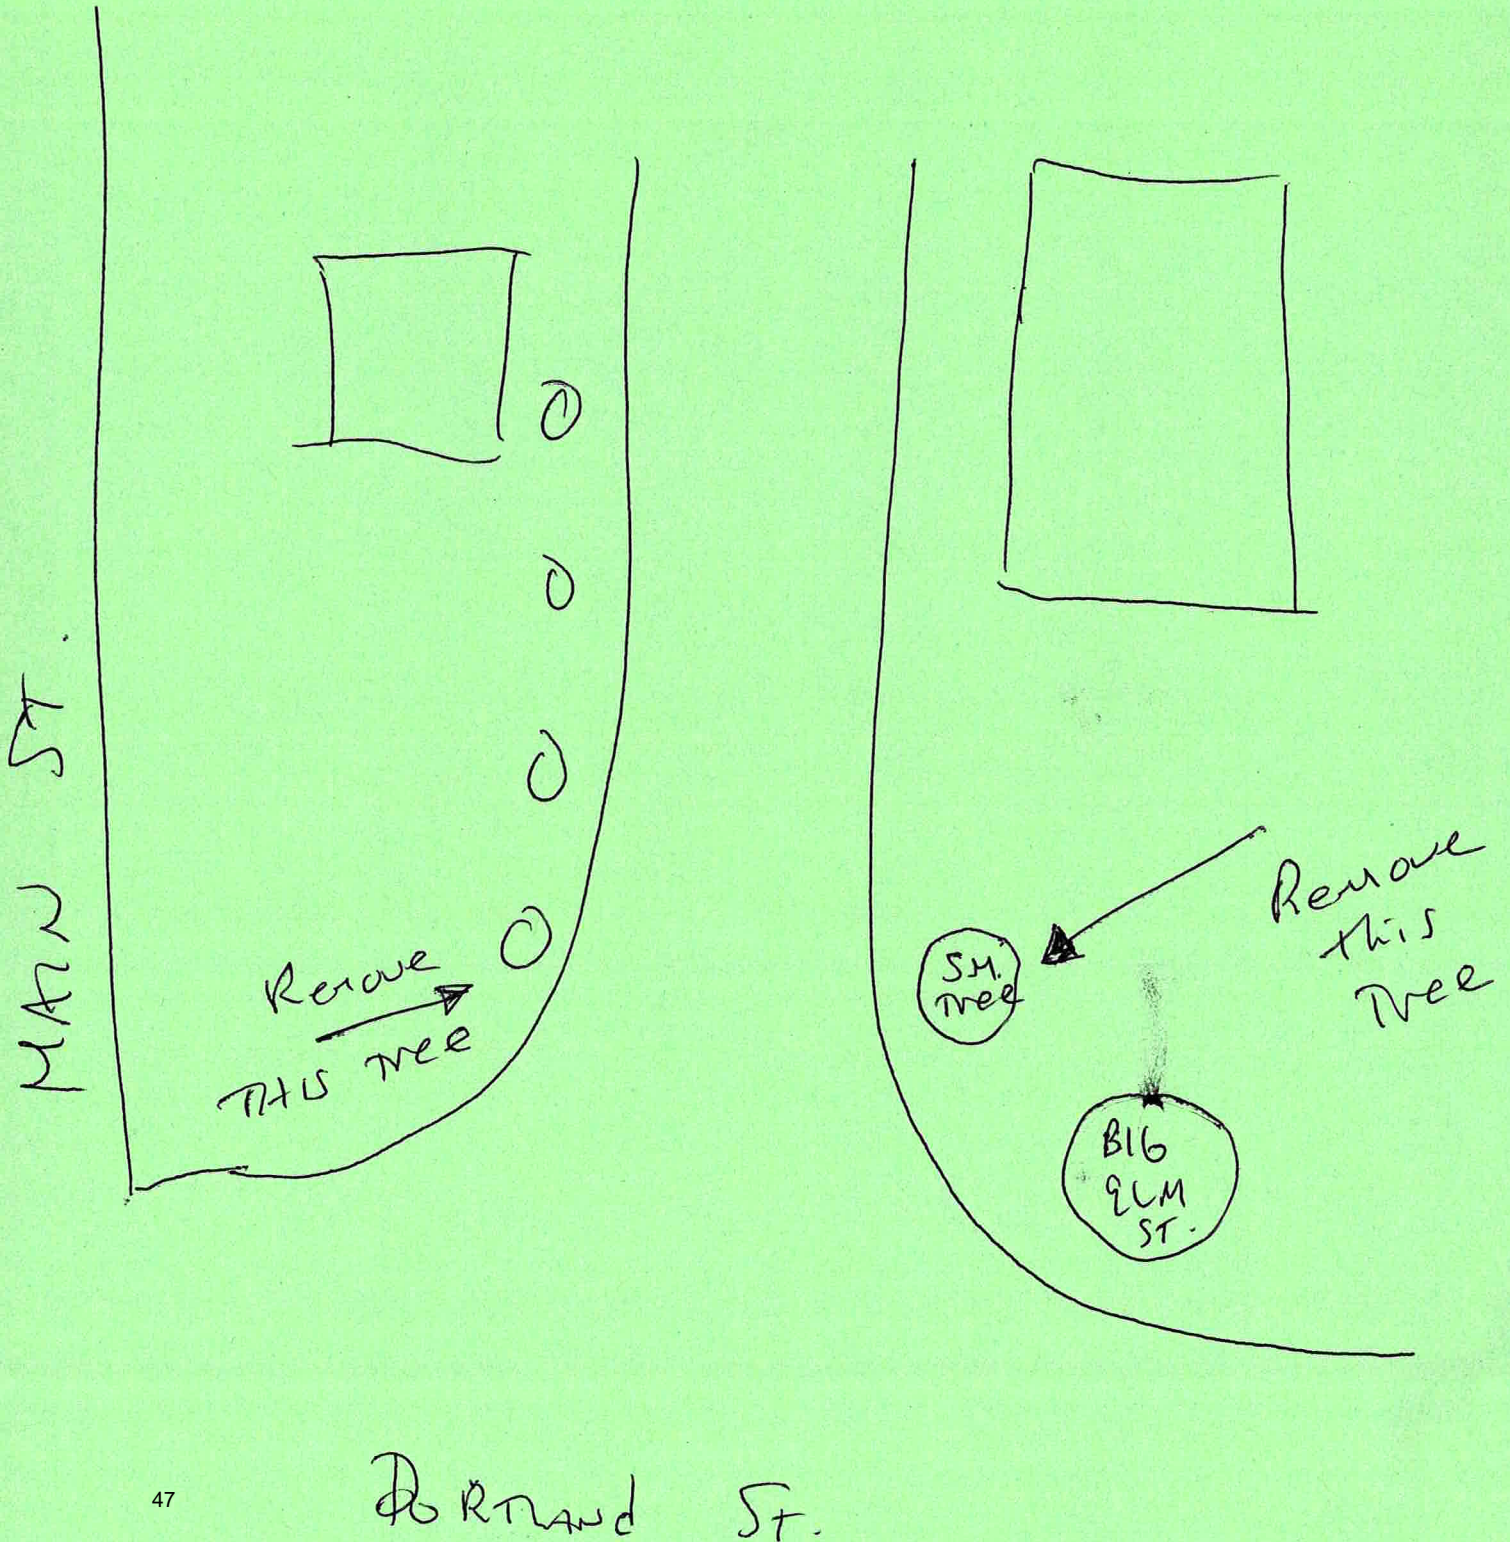 MAIN ST.
Remove
THIS Tree
Remove
this
Tree
SM.
Tree
BIG
ELM
ST.
47
PORTLAND ST.